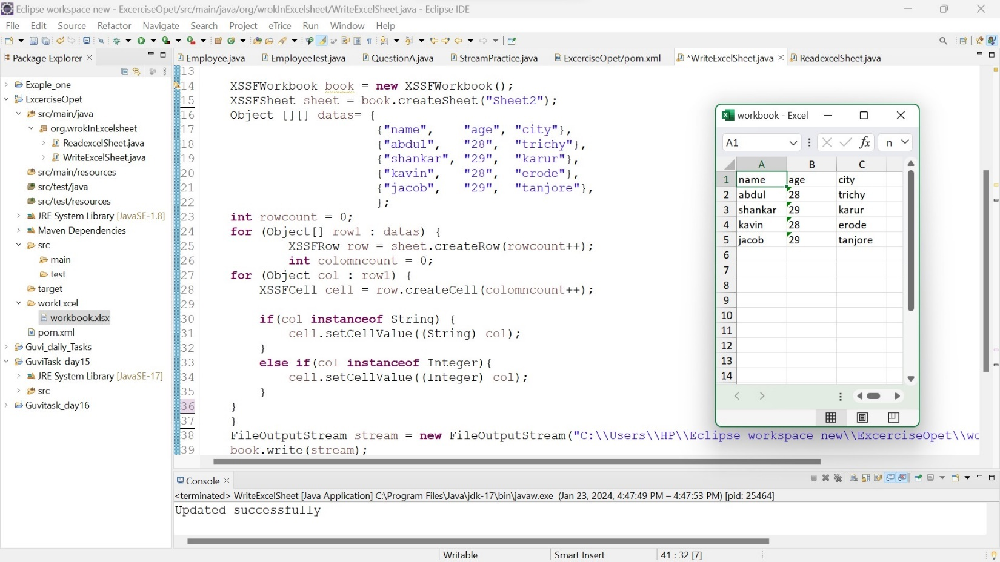 Eclipse workspace new - ExcerciseOpet/src/main/java/org/wrokInExcelsheet/WriteExcelSheet.java - Eclipse IDE
File Edit Source Refactor Navigate Search Project eTrice Run Window Help
Package Explorer
Exaple_one
ExcerciseOpet
src/main/java
org.wrokInExcelsheet
ReadexcelSheet.java
WriteExcelSheet.java
src/main/resources
src/test/java
src/test/resources
JRE System Library [JavaSE-1.8]
Maven Dependencies
src
main
test
target
workExcel
workbook.xlsx
pom.xml
Guvi_daily_Tasks
GuviTask_day15
JRE System Library [JavaSE-17]
src
Guvitask_day16
Employee.java EmployeeTest.java QuestionA.java StreamPractice.java ExcerciseOpet/pom.xml *WriteExcelSheet.java ReadexcelSheet.java
13
14 XSSFWorkbook book = new XSSFWorkbook();
15 XSSFSheet sheet = book.createSheet("Sheet2");
16 Object [][] datas= {
17 {"name", "age", "city"},
18 {"abdul", "28", "trichy"},
19 {"shankar", "29", "karur"},
20 {"kavin", "28", "erode"},
21 {"jacob", "29", "tanjore"},
22 };
23 int rowcount = 0;
24 for (Object[] row1 : datas) {
25 XSSFRow row = sheet.createRow(rowcount++);
26 int colomncount = 0;
27 for (Object col : row1) {
28 XSSFCell cell = row.createCell(colomncount++);
29
30 if(col instanceof String) {
31 cell.setCellValue((String) col);
32 }
33 else if(col instanceof Integer){
34 cell.setCellValue((Integer) col);
35 }
36 }
37 }
38 FileOutputStream stream = new FileOutputStream("C:\\Users\\HP\\Eclipse workspace new\\ExcerciseOpet\\wo
39 book.write(stream);
workbook - Excel
A1 fx n
A B C
1 name age city
2 abdul 28 trichy
3 shankar 29 karur
4 kavin 28 erode
5 jacob 29 tanjore
6
7
8
9
10
11
12
13
14
Console
<terminated> WriteExcelSheet [Java Application] C:\Program Files\Java\jdk-17\bin\javaw.exe (Jan 23, 2024, 4:47:49 PM – 4:47:53 PM) [pid: 25464]
Updated successfully
Writable Smart Insert 41 : 32 [7]